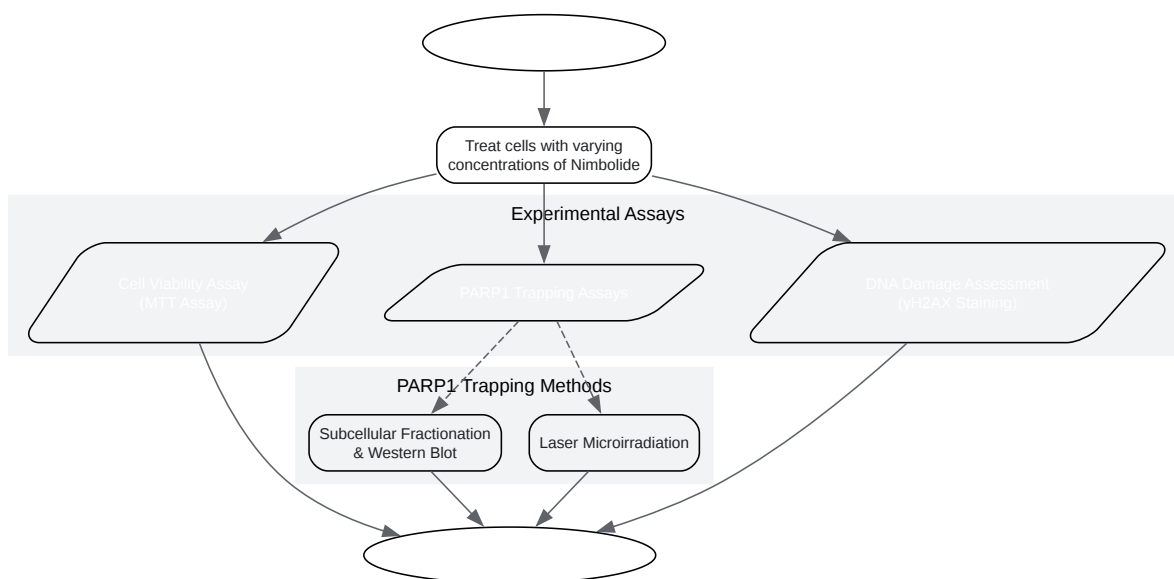 Treat cells with varying
concentrations of Nimbolide
Experimental Assays
Cell Viability Assay
(MTT Assay)
PARP1 Trapping Assays
DNA Damage Assessment
(γH2AX Staining)
PARP1 Trapping Methods
Subcellular Fractionation
& Western Blot
Laser Microirradiation